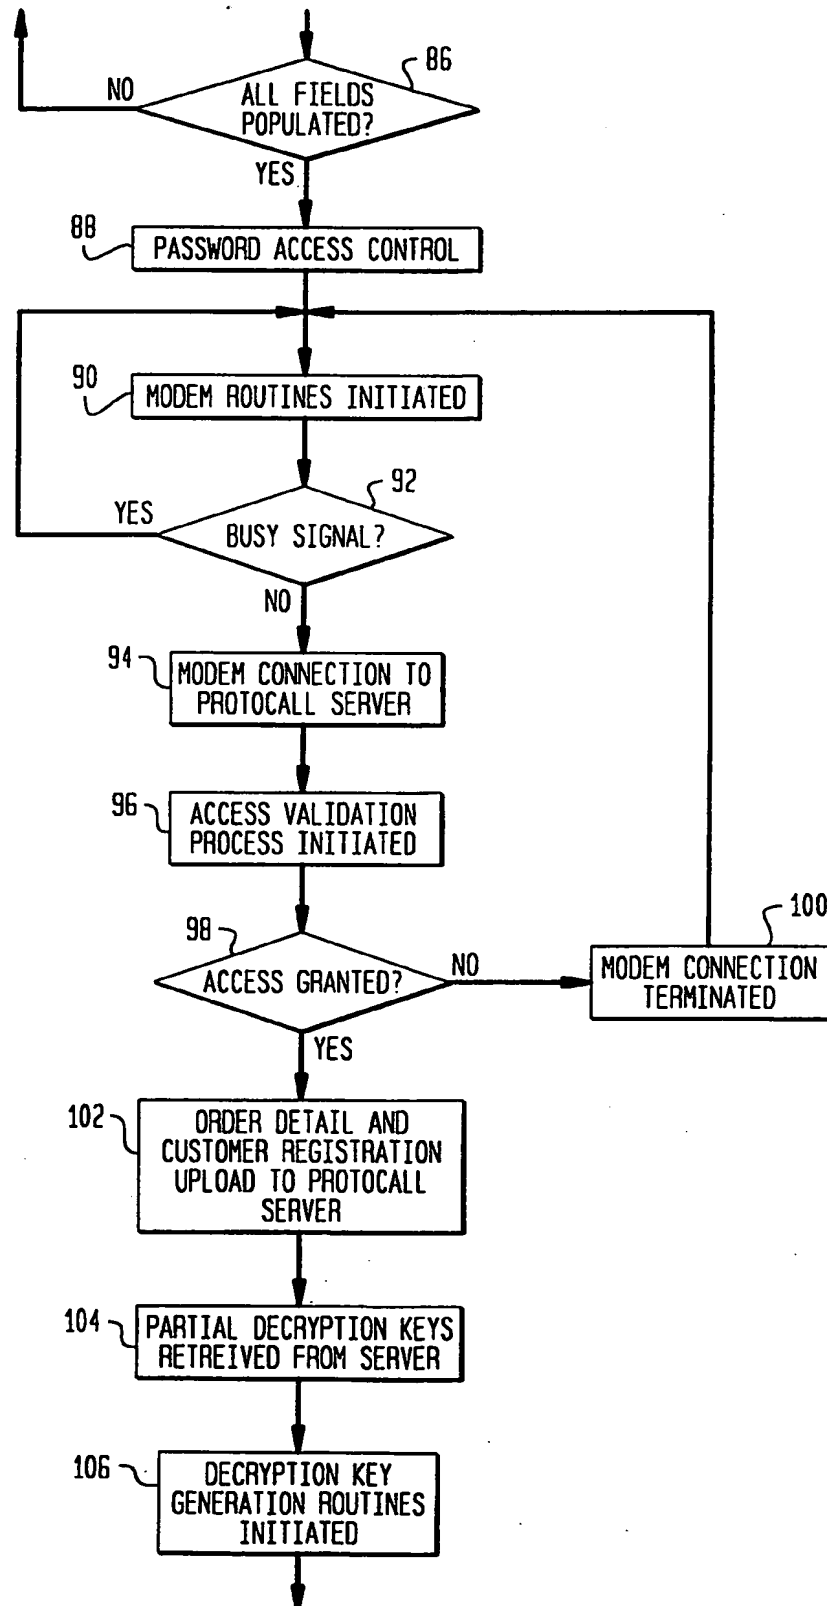 86
NO
ALL FIELDS
POPULATED?
YES
88
PASSWORD ACCESS CONTROL
90
MODEM ROUTINES INITIATED
92
YES
BUSY SIGNAL?
NO
94
MODEM CONNECTION TO
PROTOCALL SERVER
96
ACCESS VALIDATION
PROCESS INITIATED
98
ACCESS GRANTED?
NO
100
MODEM CONNECTION
TERMINATED
YES
102
ORDER DETAIL AND
CUSTOMER REGISTRATION
UPLOAD TO PROTOCALL
SERVER
104
PARTIAL DECRYPTION KEYS
RETREIVED FROM SERVER
106
DECRYPTION KEY
GENERATION ROUTINES
INITIATED